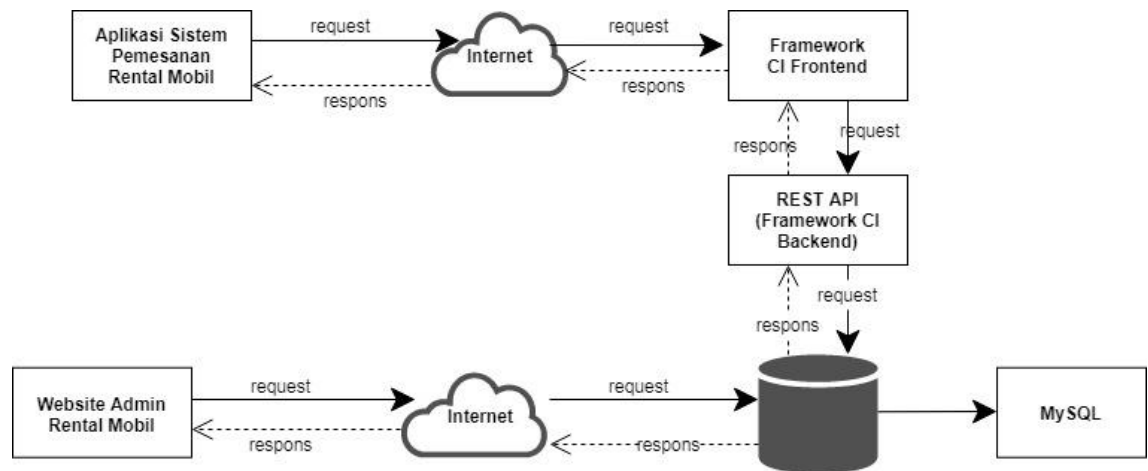 Aplikasi Sistem
Pemesanan
Rental Mobil
request
respons
Internet
request
respons
Framework
CI Frontend
respons
request
REST API
(Framework CI
Backend)
respons
request
Website Admin
Rental Mobil
request
respons
Internet
request
respons
MySQL